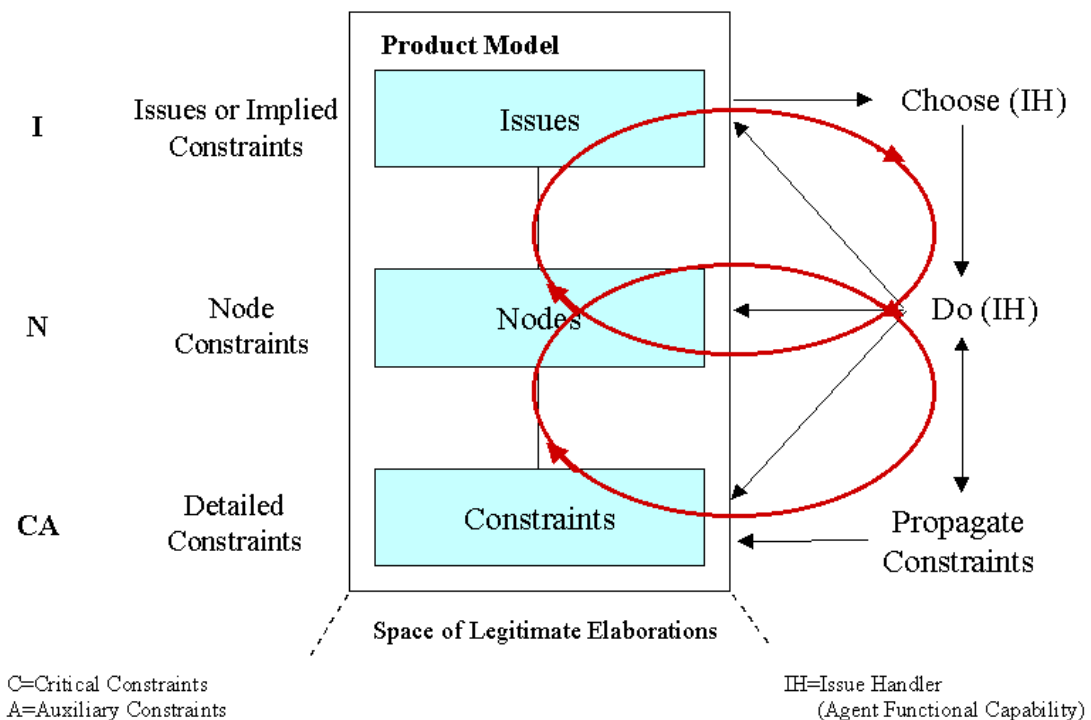 Product Model
I
Issues or Implied
Constraints
Issues
Choose (IH)
N
Node
Constraints
Nodes
Do (IH)
CA
Detailed
Constraints
Constraints
Propagate
Constraints
Space of Legitimate Elaborations
C=Critical Constraints
A=Auxiliary Constraints
IH=Issue Handler
(Agent Functional Capability)